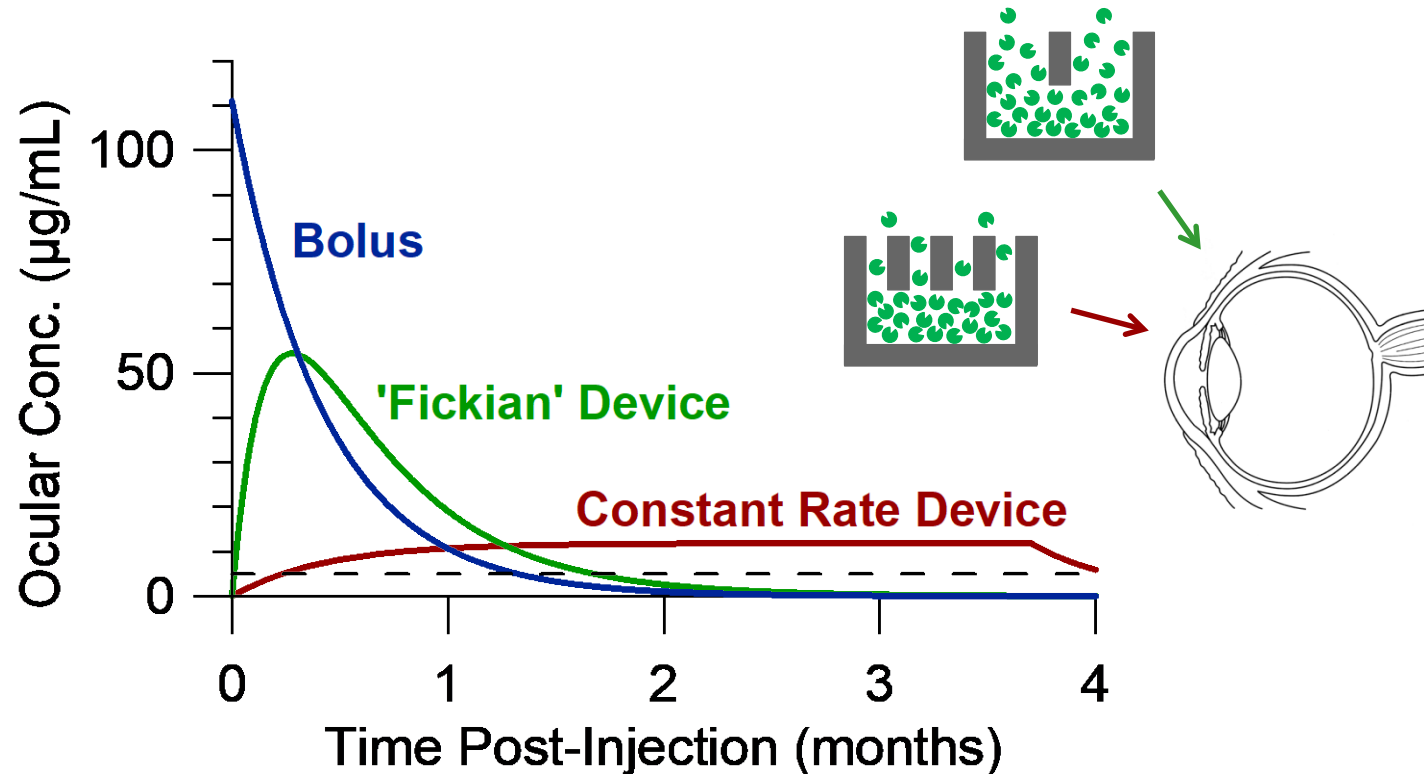 Ocular Conc. (µg/mL)
100
50
0
Bolus
'Fickian' Device
Constant Rate Device
0 1 2 3 4
Time Post-Injection (months)